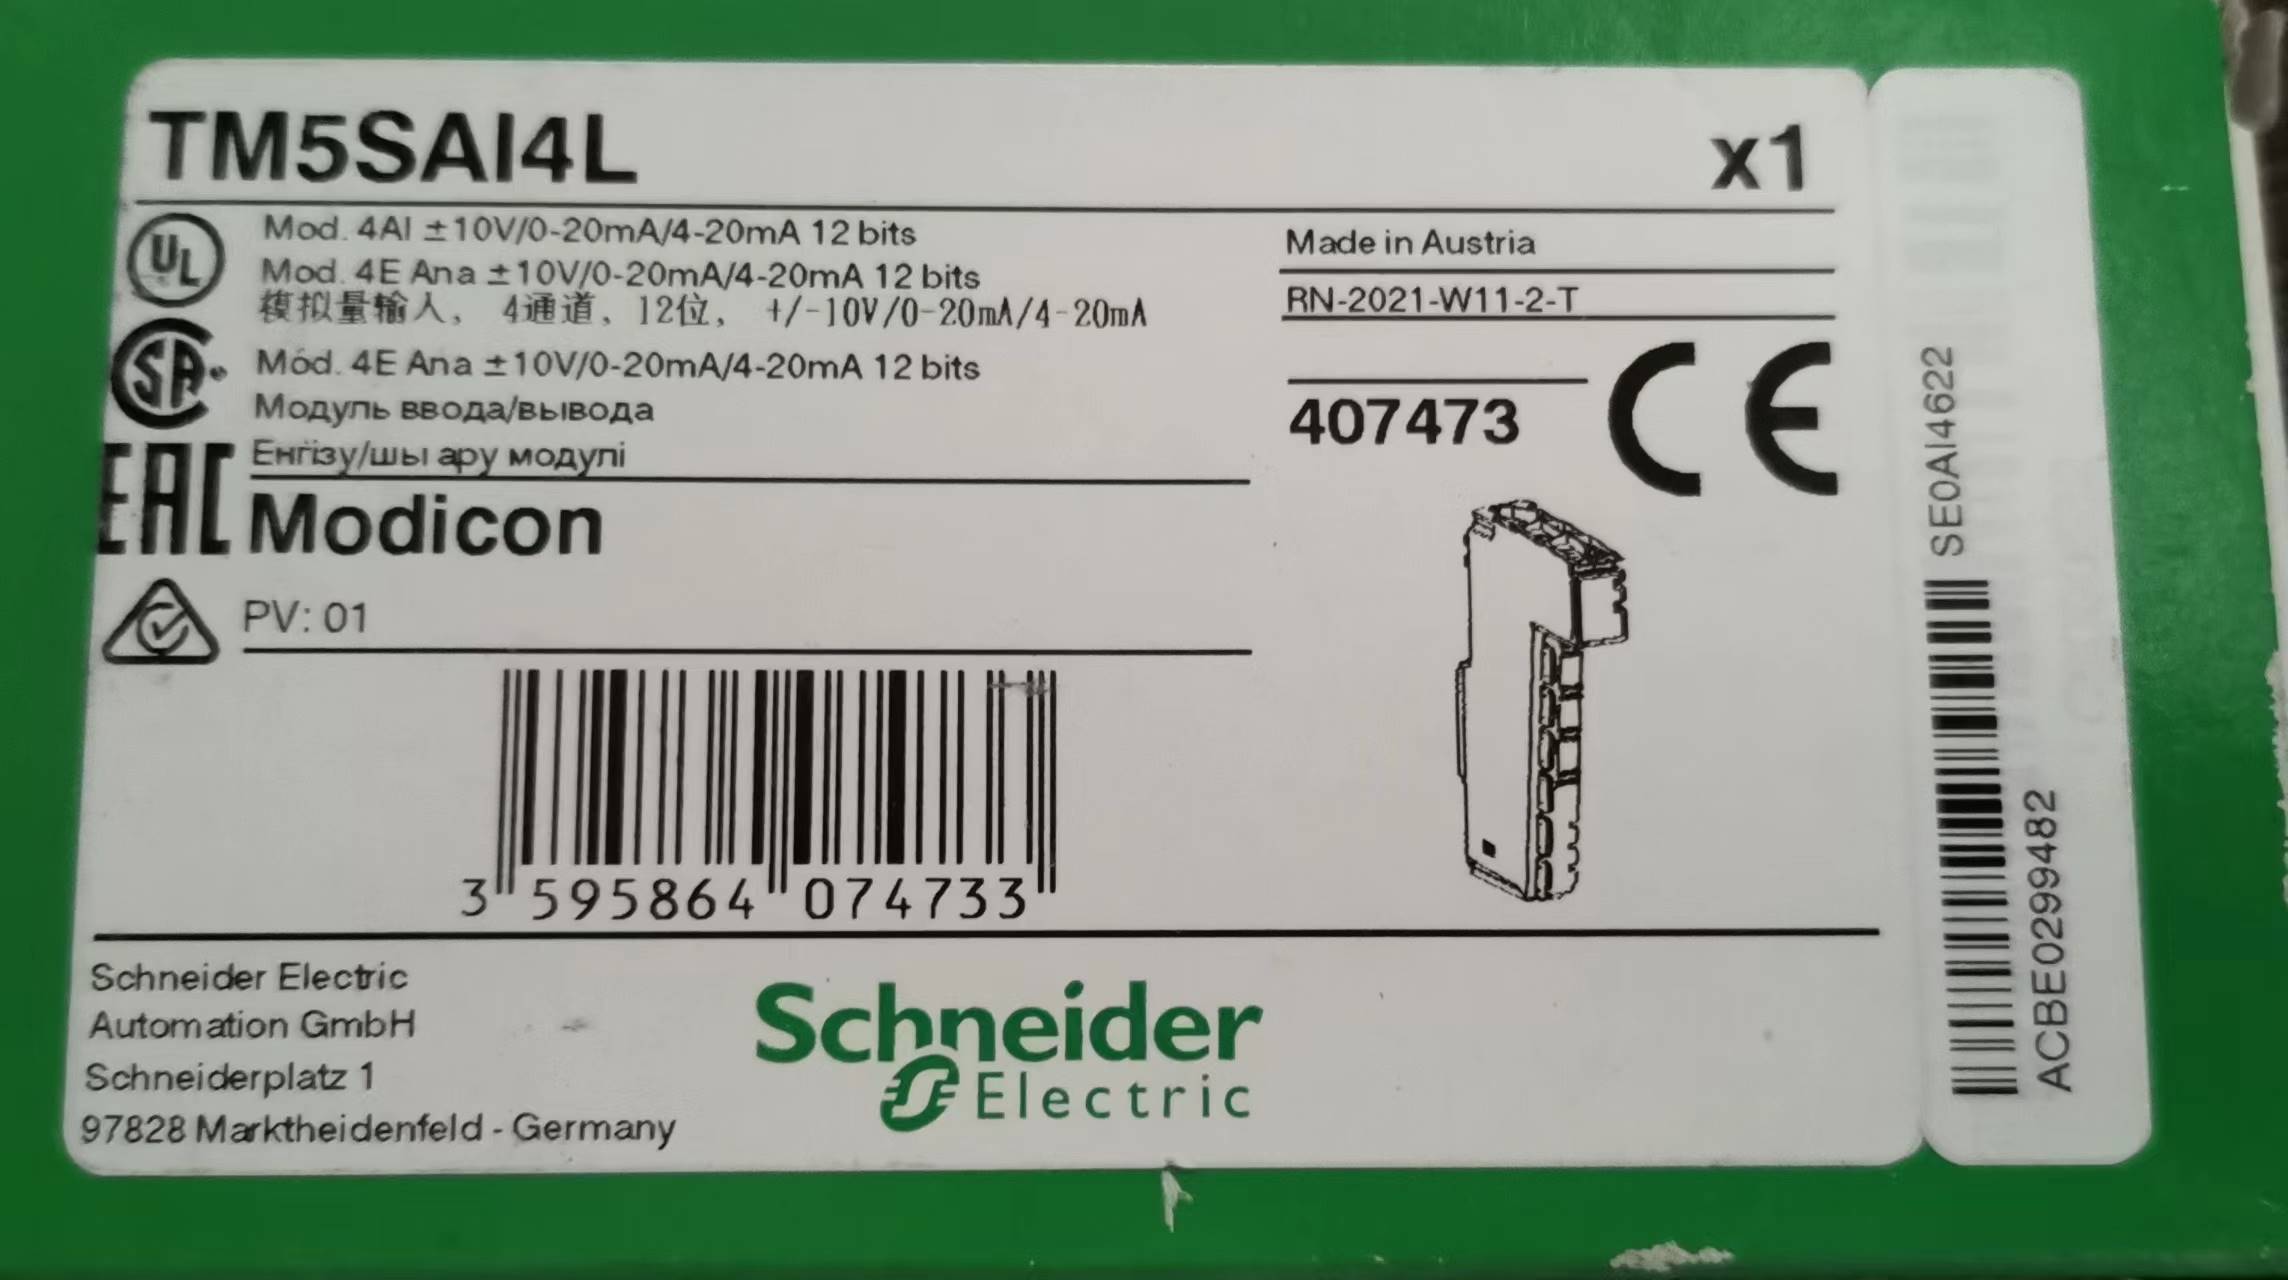 TM5SAI4L
x1
UL
Mod. 4AI ±10V/0-20mA/4-20mA 12 bits
Mod. 4E Ana ±10V/0-20mA/4-20mA 12 bits
模拟量输入， 4通道，12位， +/-10V/0-20mA/4-20mA
Mód. 4E Ana ±10V/0-20mA/4-20mA 12 bits
Модуль ввода/вывода
Енгізу/шы ару модулі
SA
EAC
Modicon
PV: 01
Made in Austria
RN-2021-W11-2-T
407473
CE
3 595864 074733
Schneider Electric
Automation GmbH
Schneiderplatz 1
97828 Marktheidenfeld - Germany
Schneider
Electric
SE0AI4622
ACBE0299482